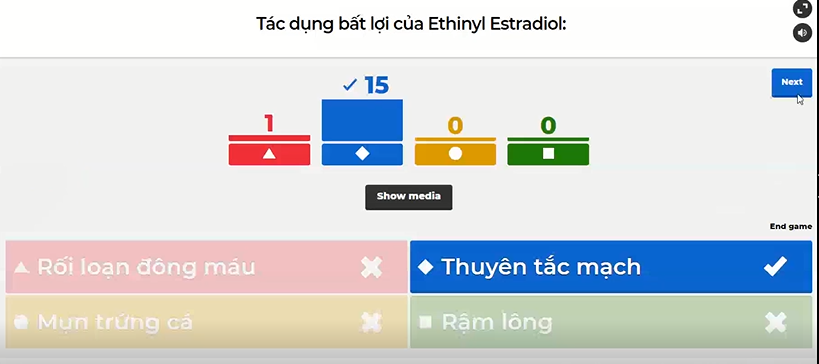 Tác dụng bất lợi của Ethinyl Estradiol:
Next
15
1
0
0
Show media
End game
Rối loạn đông máu
Thuyên tắc mạch
Mụn trứng cá
Rậm lông